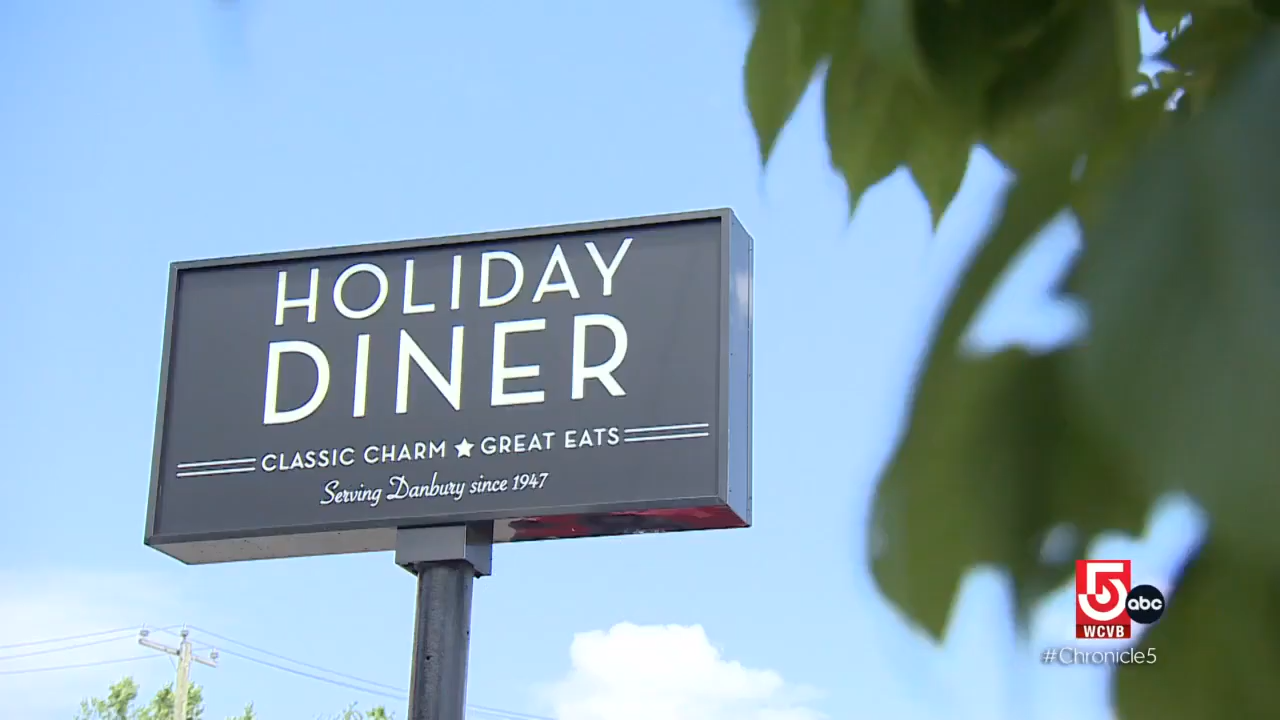 HOLIDAY
DINER
CLASSIC CHARM ★ GREAT EATS
Serving Danbury since 1947
5 abc
WCVB
#Chronicle5